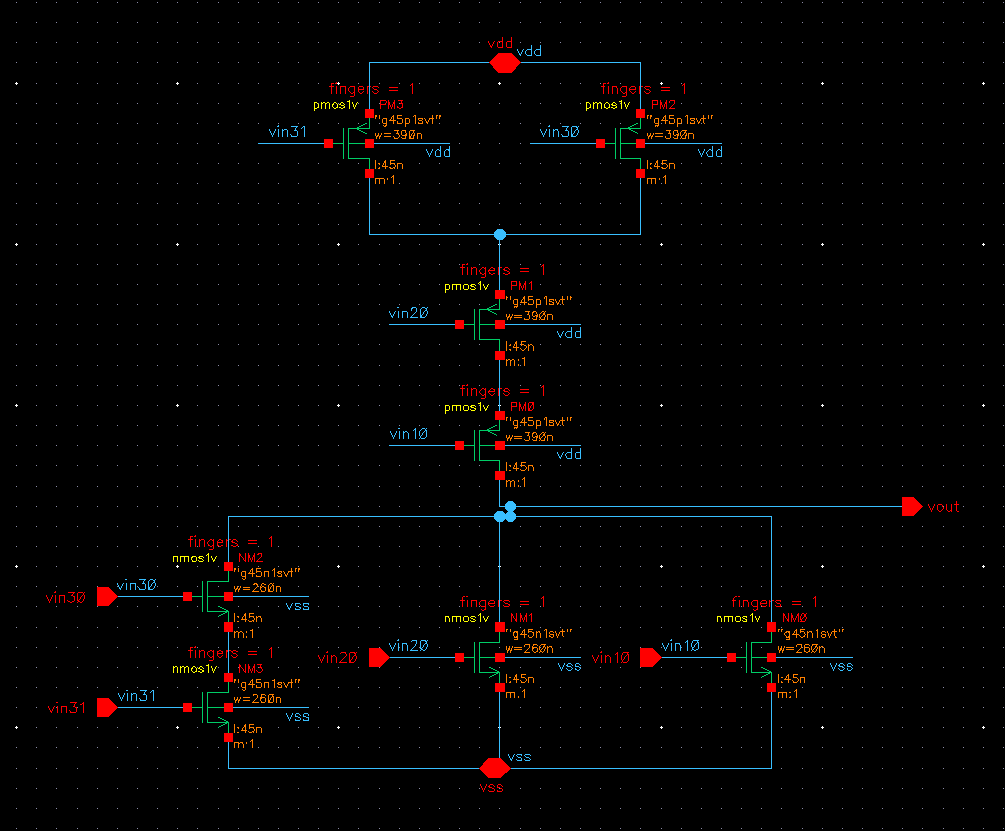 vdd
vdd
fingers = 1
fingers = 1
pmos1v PM3
pmos1v PM2
"g45p1svt"
"g45p1svt"
vin31
w=390n
vin30
w=390n
vdd
vdd
l:45n
l:45n
m:1
m:1
fingers = 1
pmos1v PM1
"g45p1svt"
vin20
w=390n
vdd
l:45n
m:1
fingers = 1
pmos1v PM0
"g45p1svt"
vin10
w=390n
vdd
l:45n
m:1
vout
fingers = 1
nmos1v NM2
"g45n1svt"
vin30
vin30
w=260n
vss
l:45n
m:1
fingers = 1
fingers = 1
nmos1v NM1
nmos1v NM0
"g45n1svt"
"g45n1svt"
vin20
vin20
w=260n
vss
vin10
vin10
w=260n
vss
l:45n
l:45n
m:1
m:1
fingers = 1
nmos1v NM3
"g45n1svt"
vin31
vin31
w=260n
vss
l:45n
m:1
vss
vss